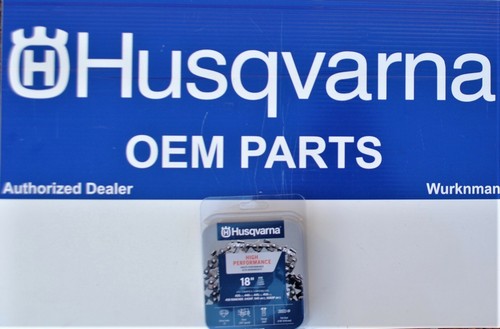 Husqvarna
OEM PARTS
Authorized Dealer
Wurknman
Husqvarna
HIGH
PERFORMANCE
18"